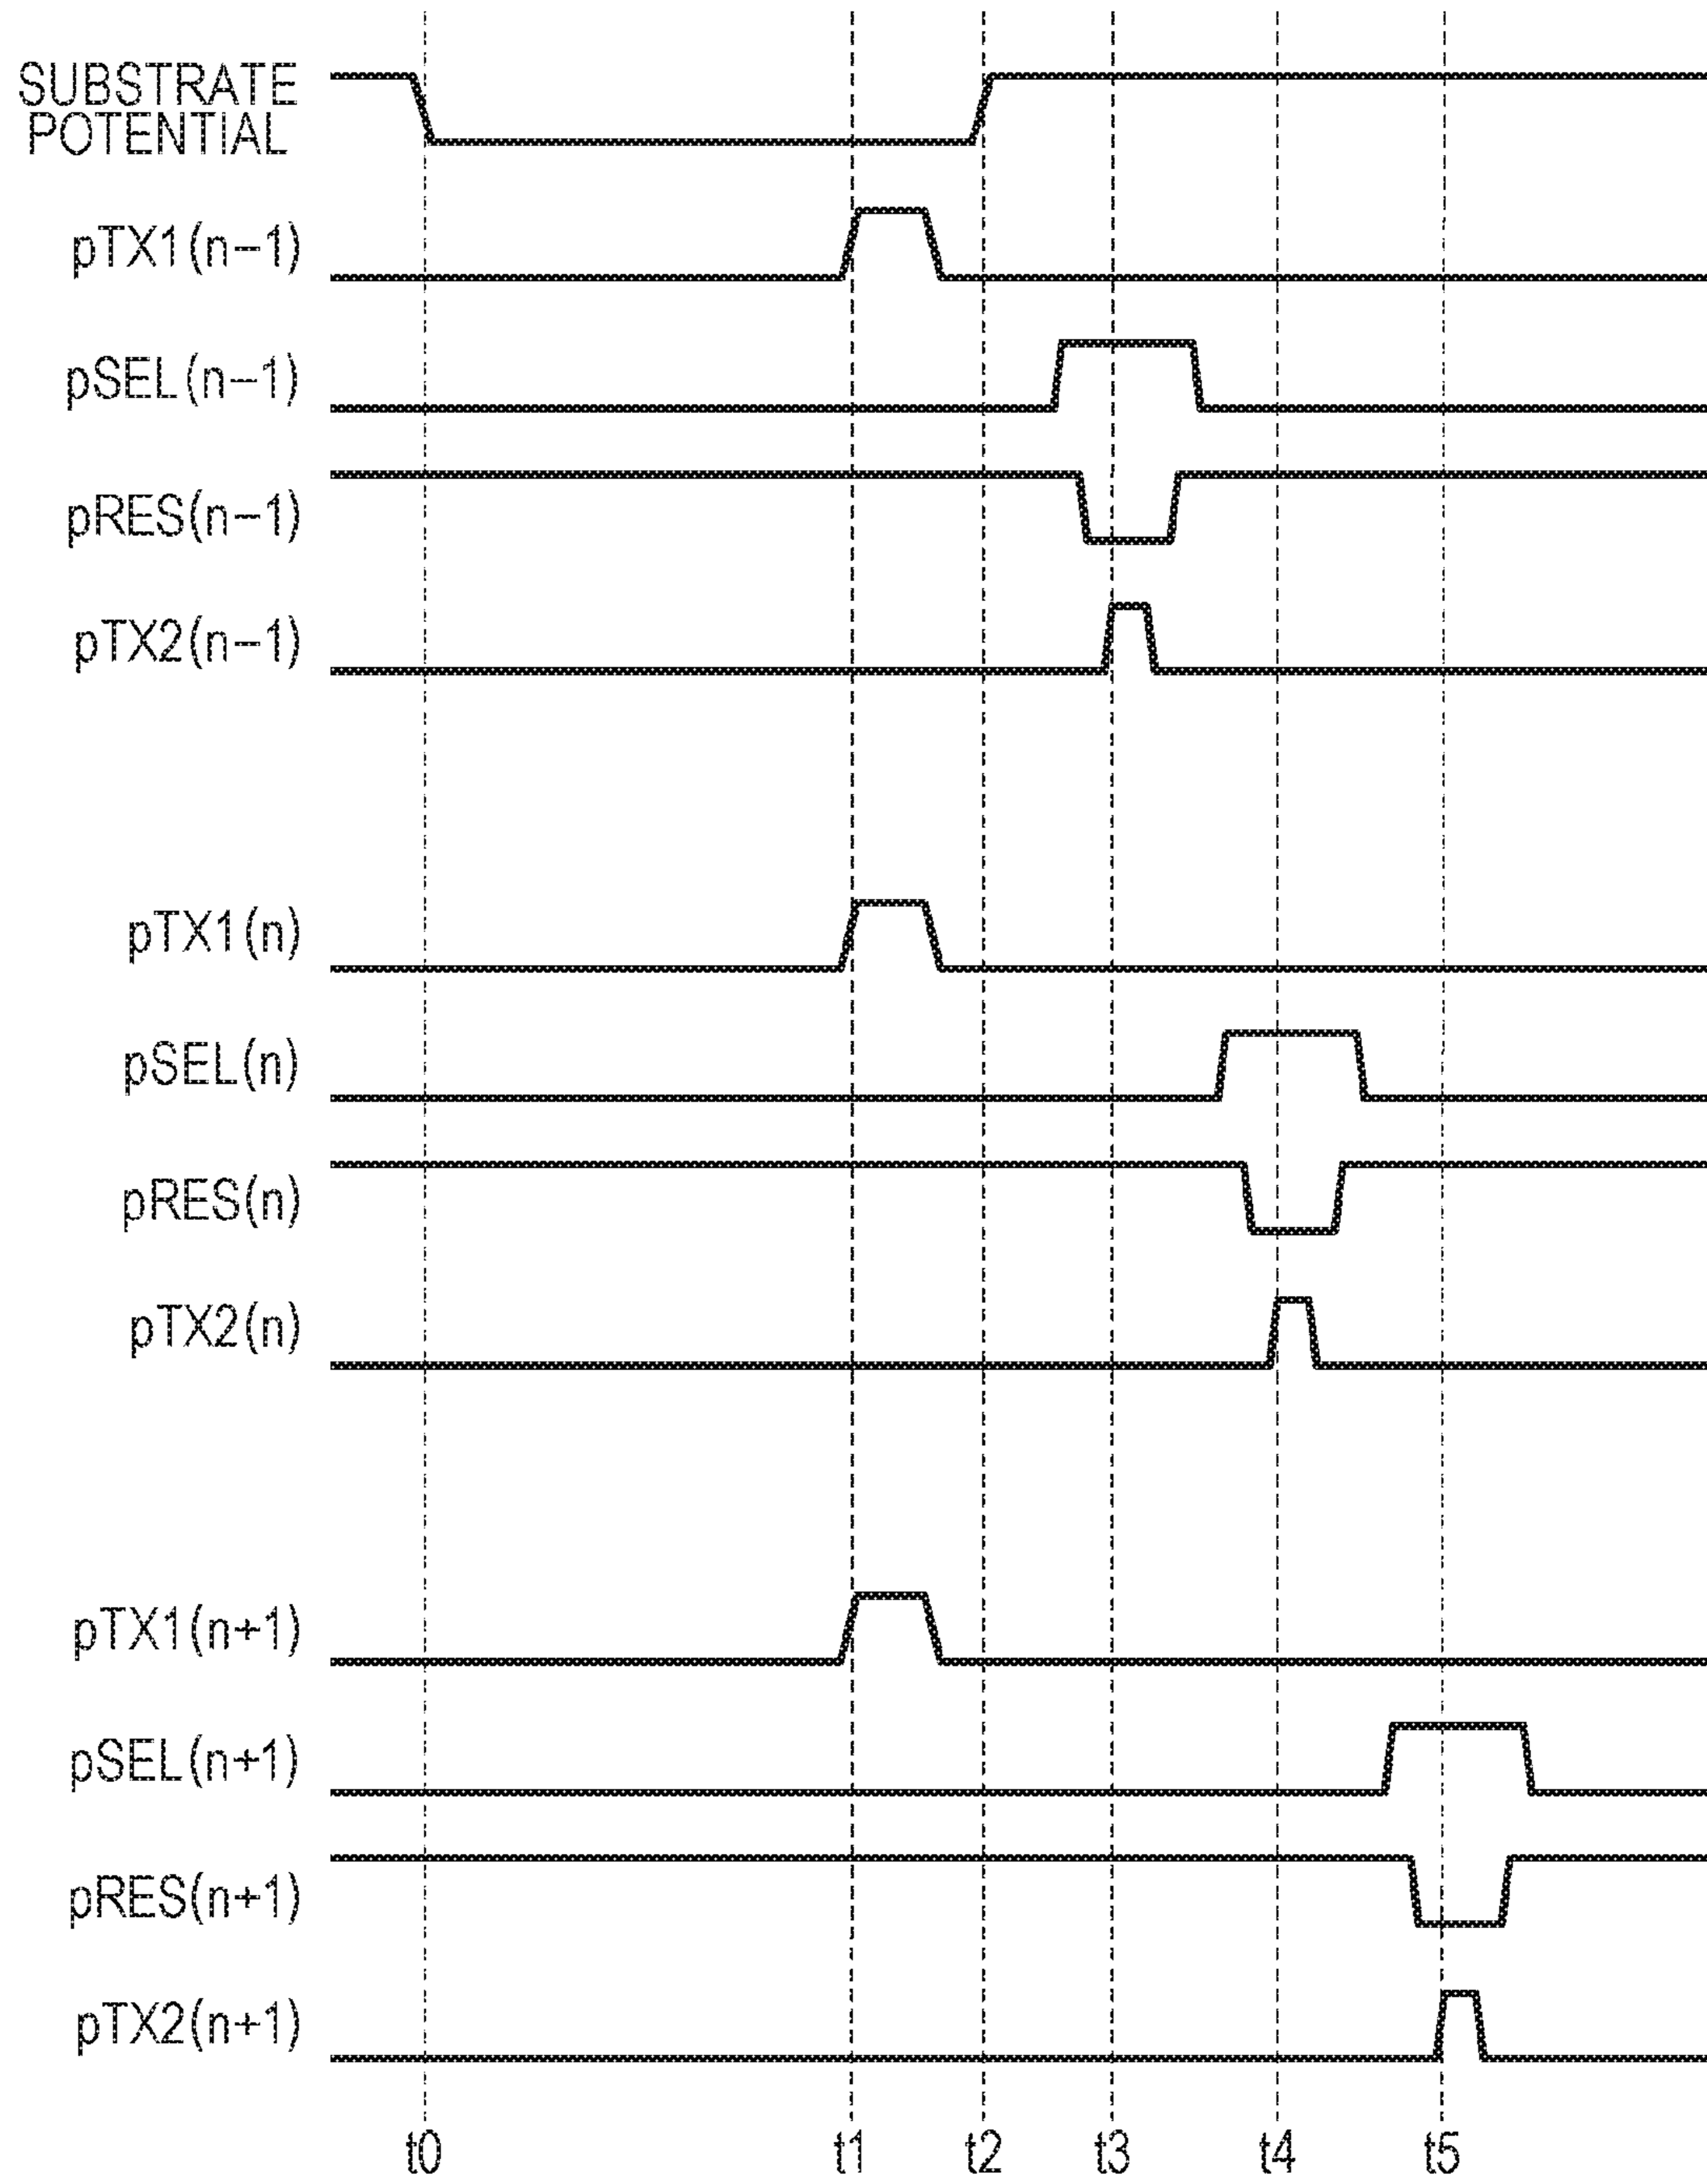 SUBSTRATE
POTENTIAL
pTX1(n−1)
pSEL(n−1)
pRES(n−1)
pTX2(n−1)
pTX1(n)
pSEL(n)
pRES(n)
pTX2(n)
pTX1(n+1)
pSEL(n+1)
pRES(n+1)
pTX2(n+1)
t0 t1 t2 t3 t4 t5